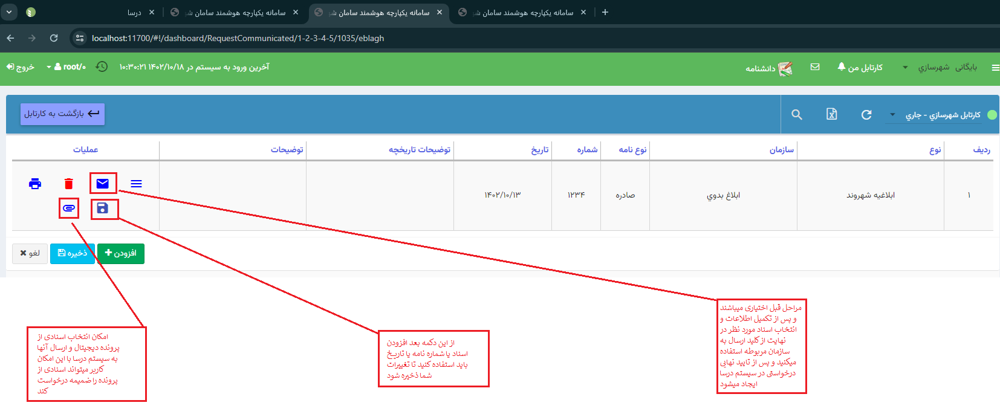 درسا
سامانه یکپارچه هوشمند سامان شر
سامانه یکپارچه هوشمند سامان شر
سامانه یکپارچه هوشمند سامان شر
localhost:11700/#!/dashboard/RequestCommunicated/1-2-3-4-5/1035/eblagh
بایگانی شهرسازي
کارتابل من
دانشنامه
آخرین ورود به سیستم در ۱۴۰۲/۱۰/۱۸ ۱۰:۳۰:۲۱
root/۰
خروج
کارتابل شهرسازي - جاري
بازگشت به کارتابل
ردیف نوع سازمان نوع نامه شماره تاریخ توضیحات تاریخچه توضیحات عملیات
۱ ابلاغیه شهروند ابلاغ بدوي صادره ۱۲۳۴ ۱۴۰۲/۱۰/۱۳
افزودن
ذخیره
لغو
مراحل قبل اختیاری میباشند
و پس از تکمیل اطلاعات و
انتخاب اسناد مورد نظر در
نهایت از کلید ارسال به
سازمان مربوطه استفاده
میکنید و پس از تایید نهایی
درخواستی در سیستم درسا
ایجاد میشود
از این دکمه بعد افزودن
اسناد یا شماره نامه یا تاریخ
باید استفاده کنید تا تغییرات
شما ذخیره شود
امکان انتخاب اسنادی از
پرونده دیجیتال و ارسال آنها
به سیستم درسا با این امکان
کاربر میتواند اسنادی از
پرونده را ضمیمه درخواست
کند